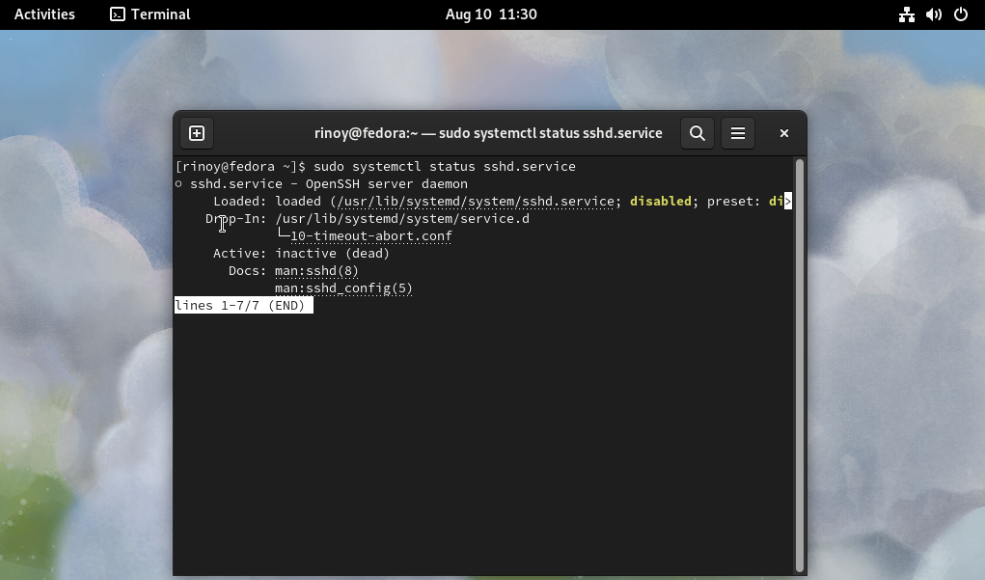 Activities Terminal Aug 10 11:30
rinoy@fedora:~ — sudo systemctl status sshd.service
[rinoy@fedora ~]$ sudo systemctl status sshd.service
○ sshd.service - OpenSSH server daemon
Loaded: loaded (/usr/lib/systemd/system/sshd.service; disabled; preset: di>
Drop-In: /usr/lib/systemd/system/service.d
└─10-timeout-abort.conf
Active: inactive (dead)
Docs: man:sshd(8)
man:sshd_config(5)
lines 1-7/7 (END)